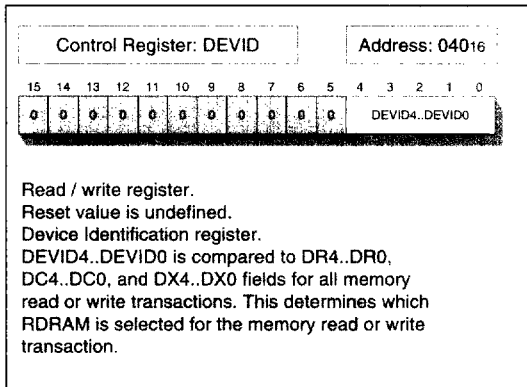 Control Register: DEVID Address: 04016
15 14 13 12 11 10 9 8 7 6 5 4 3 2 1 0
0 0 0 0 0 0 0 0 0 0 0 DEVID4..DEVID0
Read / write register.
Reset value is undefined.
Device Identification register.
DEVID4..DEVID0 is compared to DR4..DR0,
DC4..DC0, and DX4..DX0 fields for all memory
read or write transactions. This determines which
RDRAM is selected for the memory read or write
transaction.